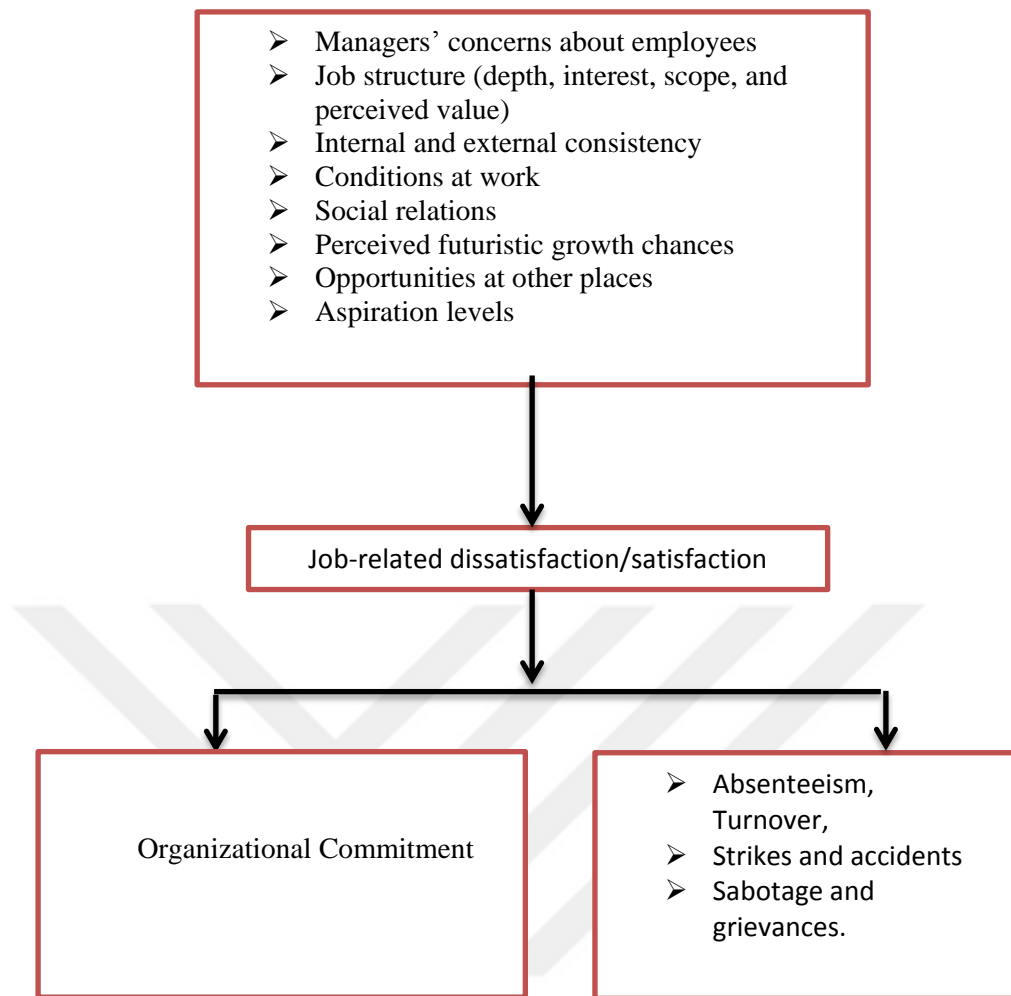 ➢ Managers’ concerns about employees
➢ Job structure (depth, interest, scope, and
perceived value)
➢ Internal and external consistency
➢ Conditions at work
➢ Social relations
➢ Perceived futuristic growth chances
➢ Opportunities at other places
➢ Aspiration levels
Job-related dissatisfaction/satisfaction
Organizational Commitment
➢ Absenteeism,
Turnover,
➢ Strikes and accidents
➢ Sabotage and
grievances.